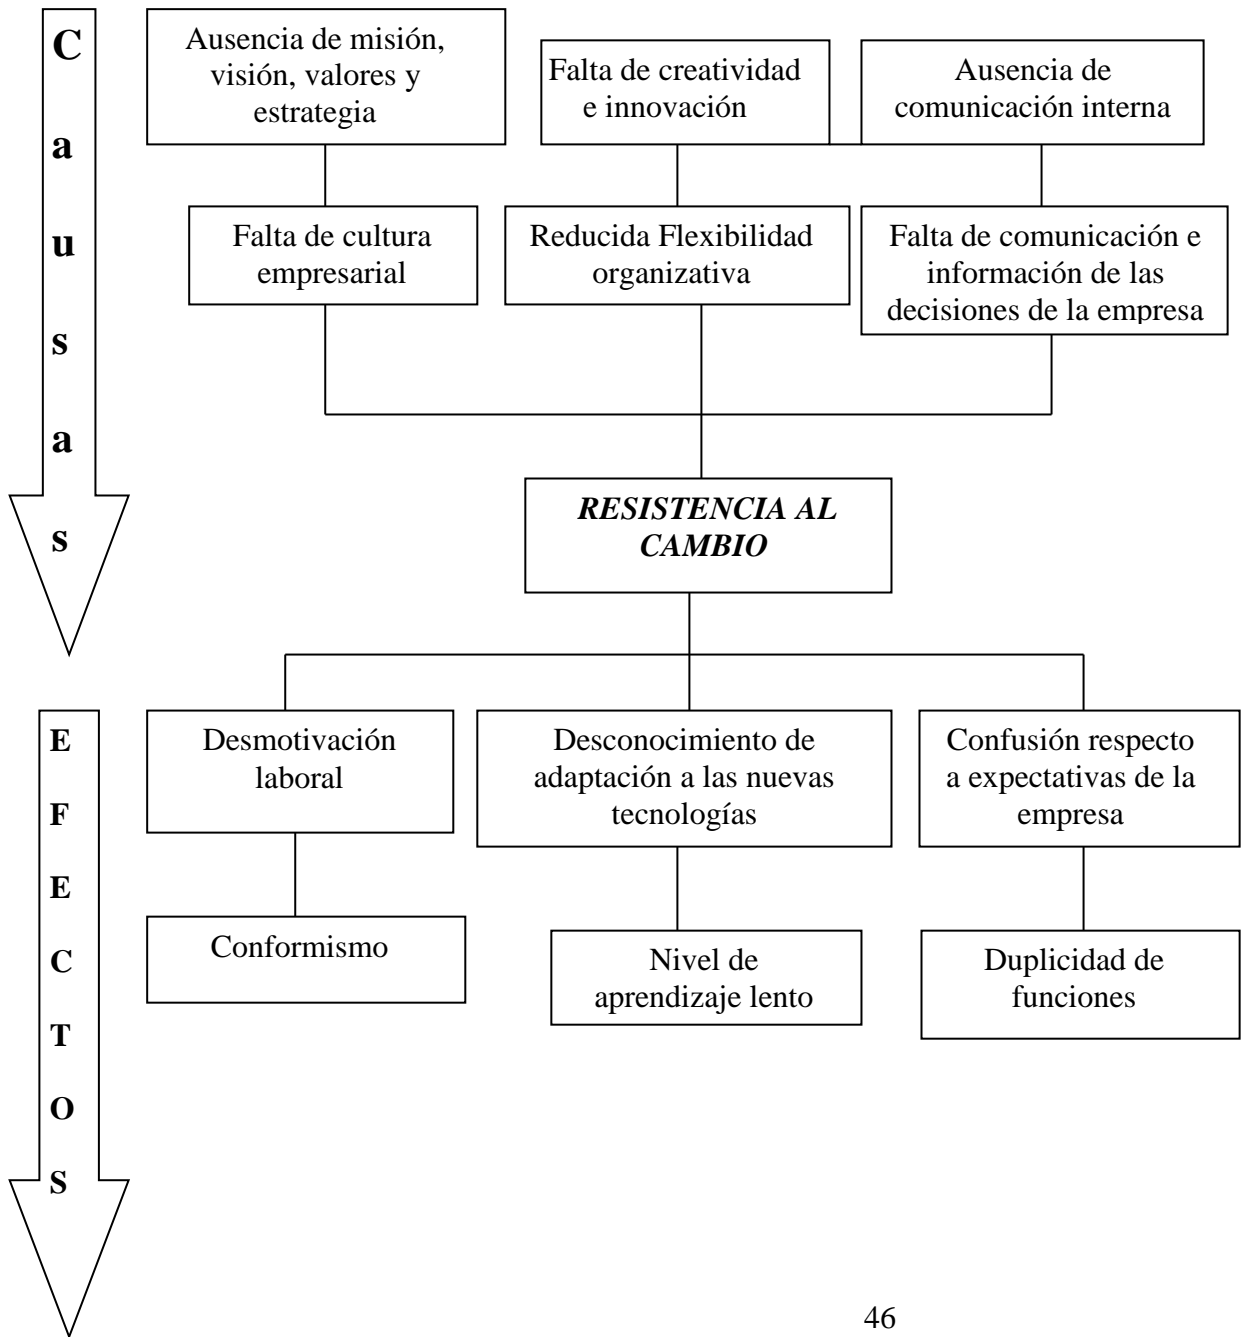 Causas
Ausencia de misión,
visión, valores y
estrategia
Falta de creatividad
e innovación
Ausencia de
comunicación interna
Falta de cultura
empresarial
Reducida Flexibilidad
organizativa
Falta de comunicación e
información de las
decisiones de la empresa
RESISTENCIA AL
CAMBIO
EFECTOS
Desmotivación
laboral
Desconocimiento de
adaptación a las nuevas
tecnologías
Confusión respecto
a expectativas de la
empresa
Conformismo
Nivel de
aprendizaje lento
Duplicidad de
funciones
46